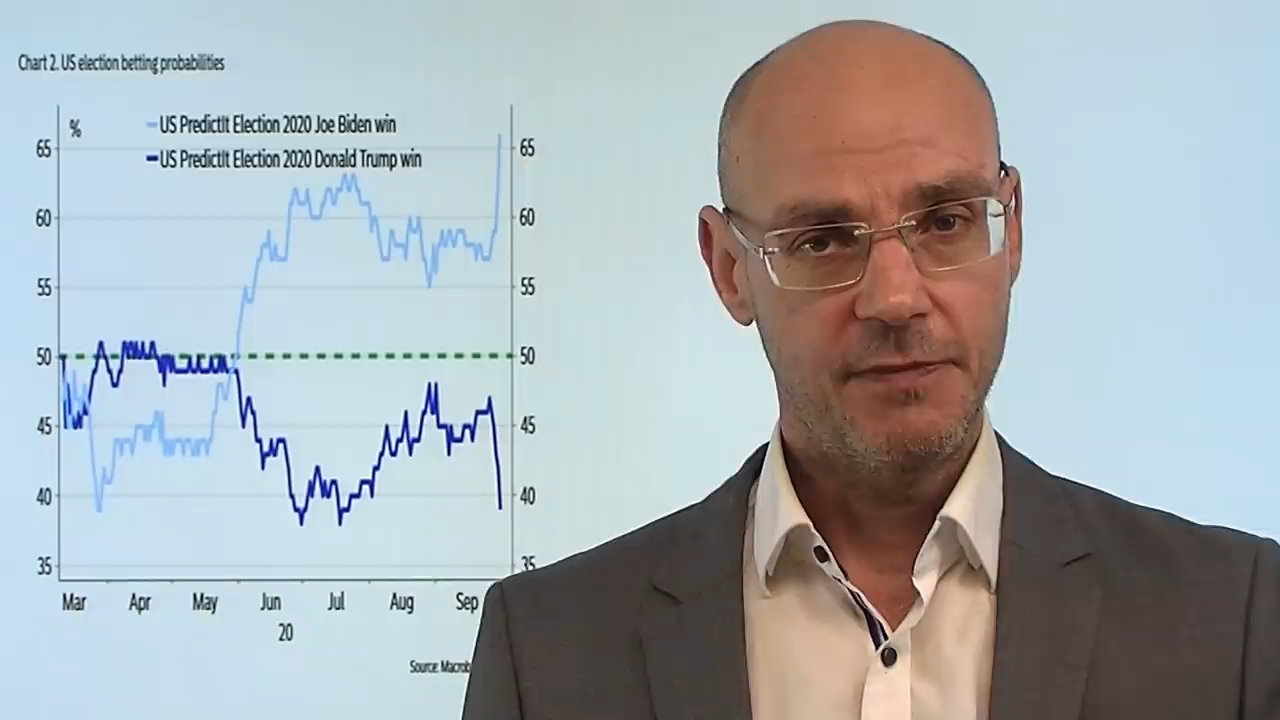 Chart 2. US election betting probabilities
%
US PredictIt Election 2020 Joe Biden win
US PredictIt Election 2020 Donald Trump win
65 65
60 60
55 55
50 50
45 45
40 40
35 35
Mar Apr May Jun Jul Aug Sep
20
Source: